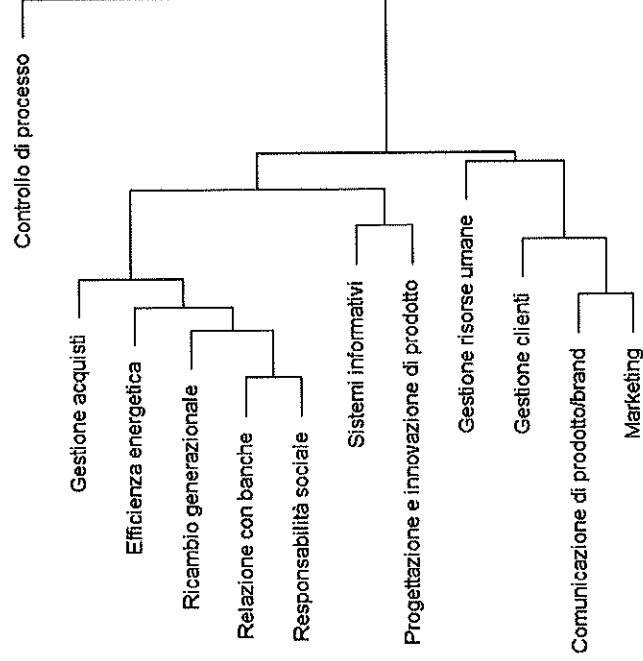 Controllo di processo
Gestione acquisti
Efficienza energetica
Ricambio generazionale
Relazione con banche
Responsabilità sociale
Sistemi informativi
Progettazione e innovazione di prodotto
Gestione risorse umane
Gestione clienti
Comunicazione di prodotto/brand
Marketing